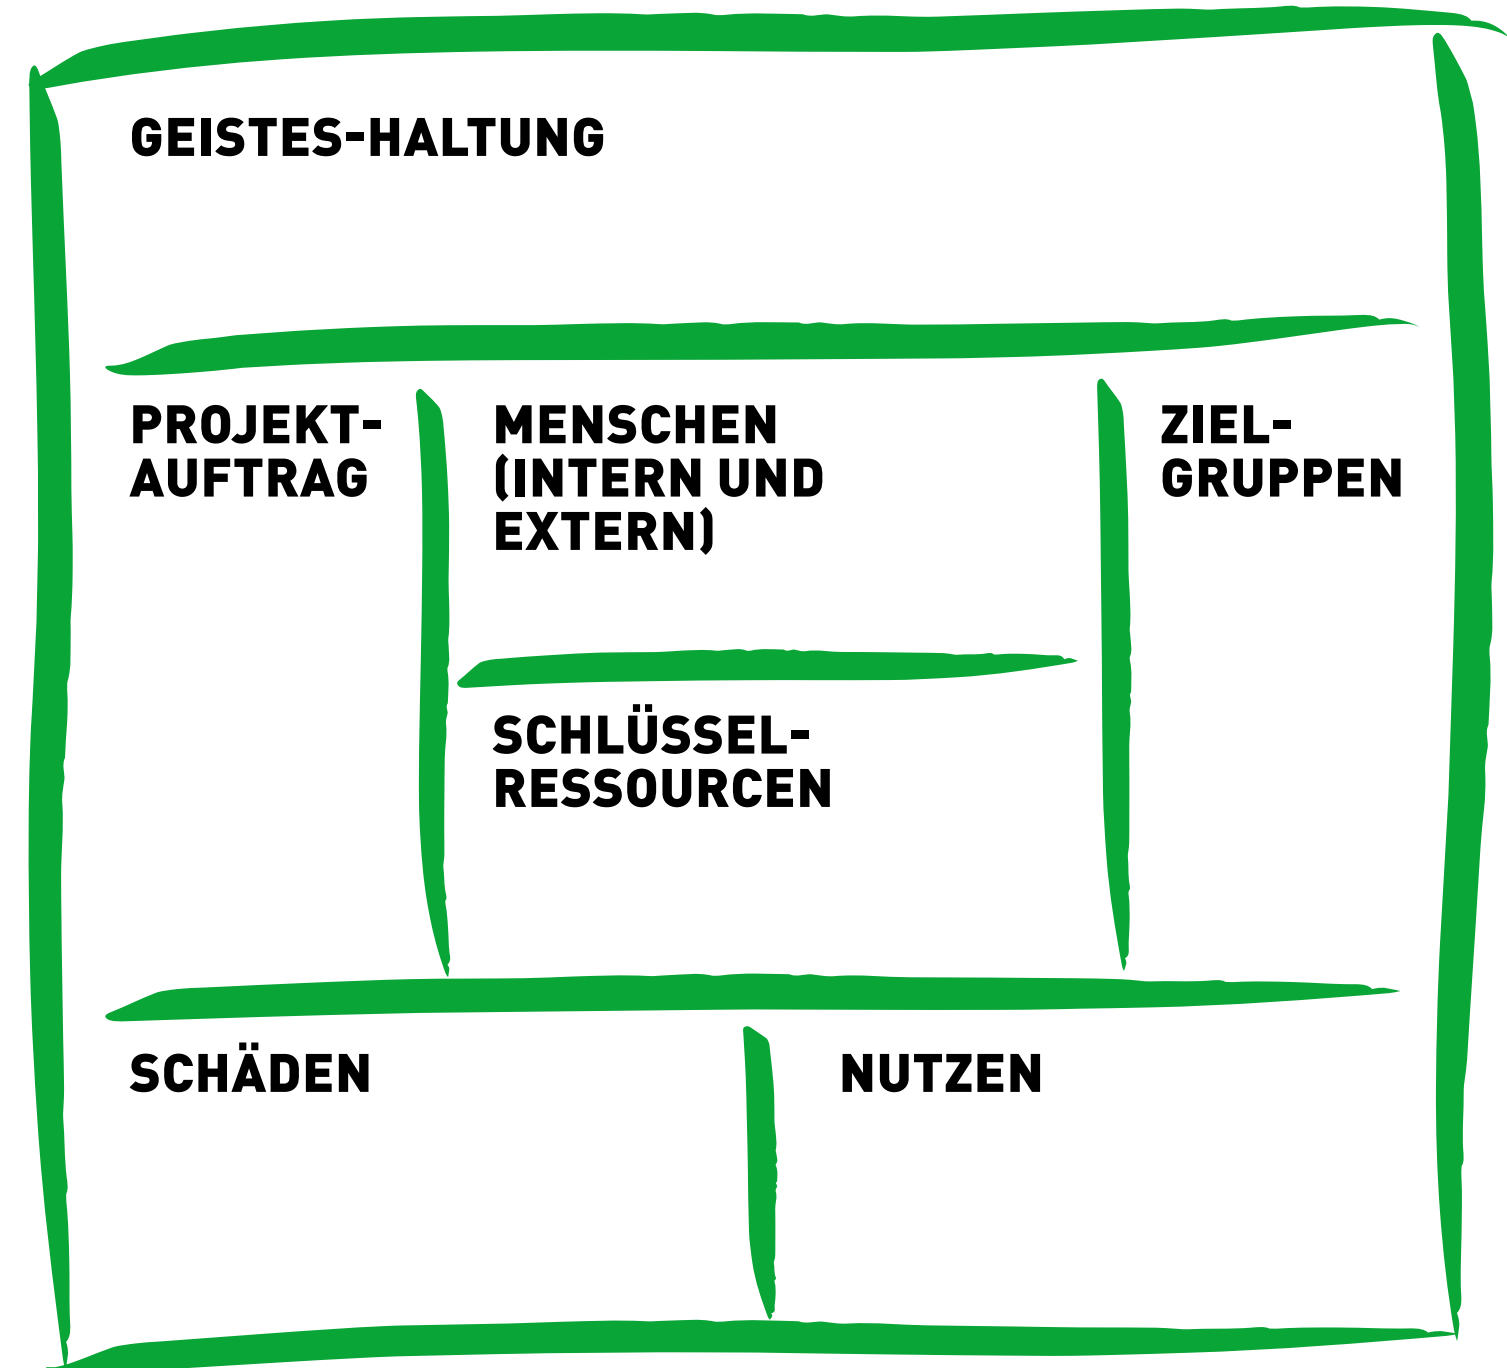 GEISTES-HALTUNG
PROJEKT-
AUFTRAG
MENSCHEN
(INTERN UND
EXTERN)
ZIEL-
GRUPPEN
SCHLÜSSEL-
RESSOURCEN
SCHÄDEN
NUTZEN